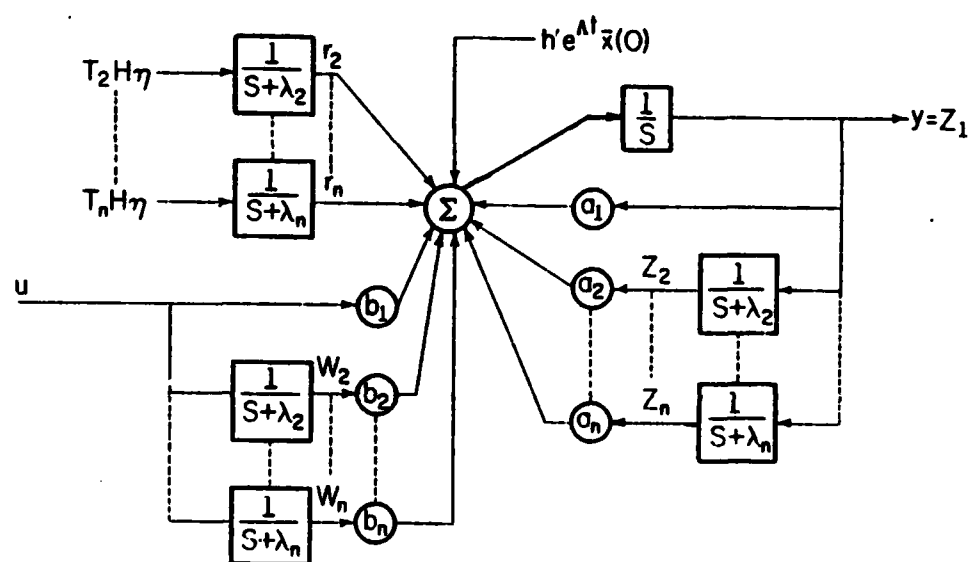 h'e^Λt x̄(0)
T₂Hη
1/(S+λ₂)
r₂
TₙHη
1/(S+λₙ)
rₙ
Σ
1/S
y=Z₁
a₁
a₂
Z₂
1/(S+λ₂)
aₙ
Zₙ
1/(S+λₙ)
u
b₁
1/(S+λ₂)
W₂
b₂
1/(S+λₙ)
Wₙ
bₙ